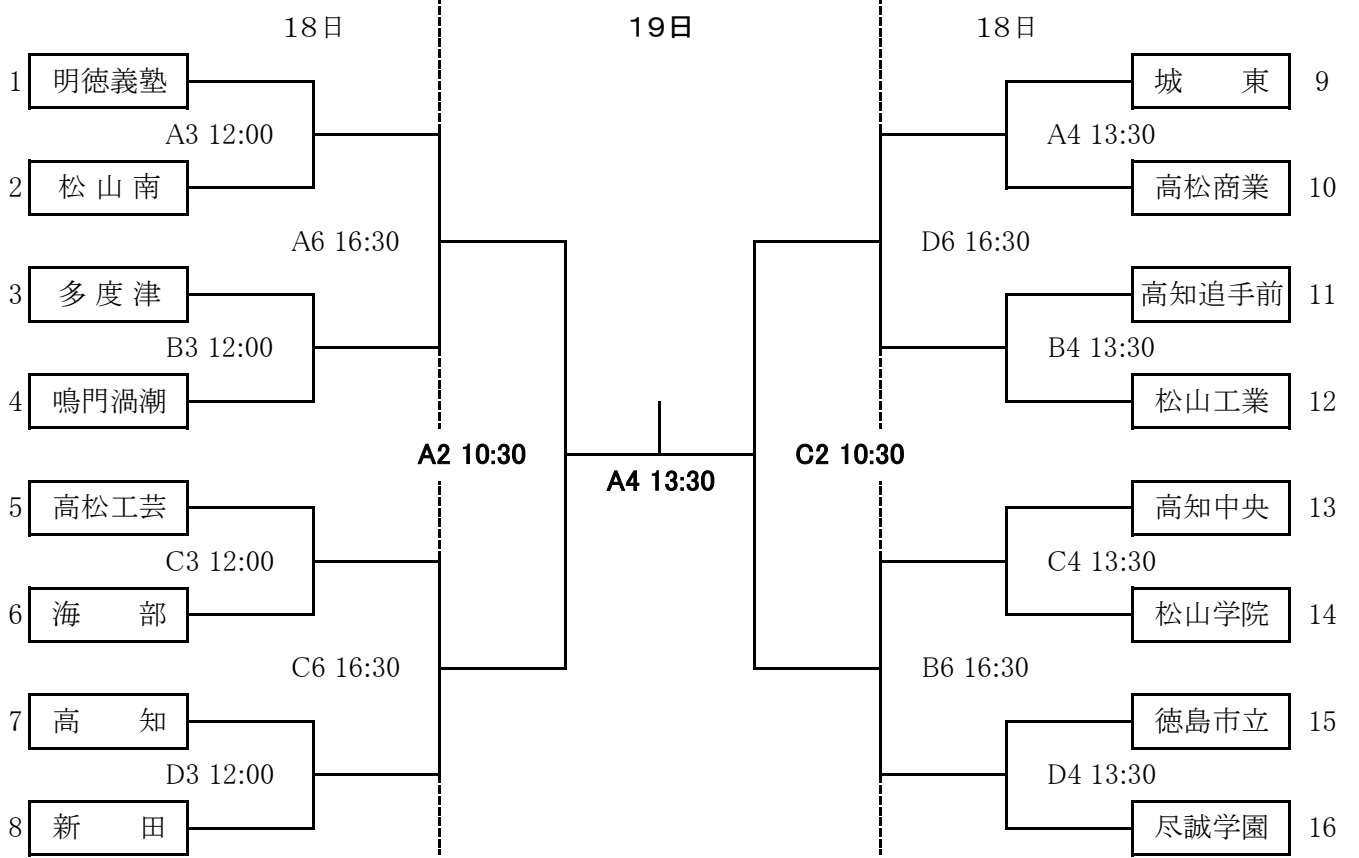 18日 19日 18日
1 明徳義塾 城　東 9
A3 12:00 A4 13:30
2 松山南 高松商業 10
A6 16:30 D6 16:30
3 多度津 高知追手前 11
B3 12:00 B4 13:30
4 鳴門渦潮 松山工業 12
A2 10:30 C2 10:30
A4 13:30
5 高松工芸 高知中央 13
C3 12:00 C4 13:30
6 海　部 松山学院 14
C6 16:30 B6 16:30
7 高　知 徳島市立 15
D3 12:00 D4 13:30
8 新　田 尽誠学園 16